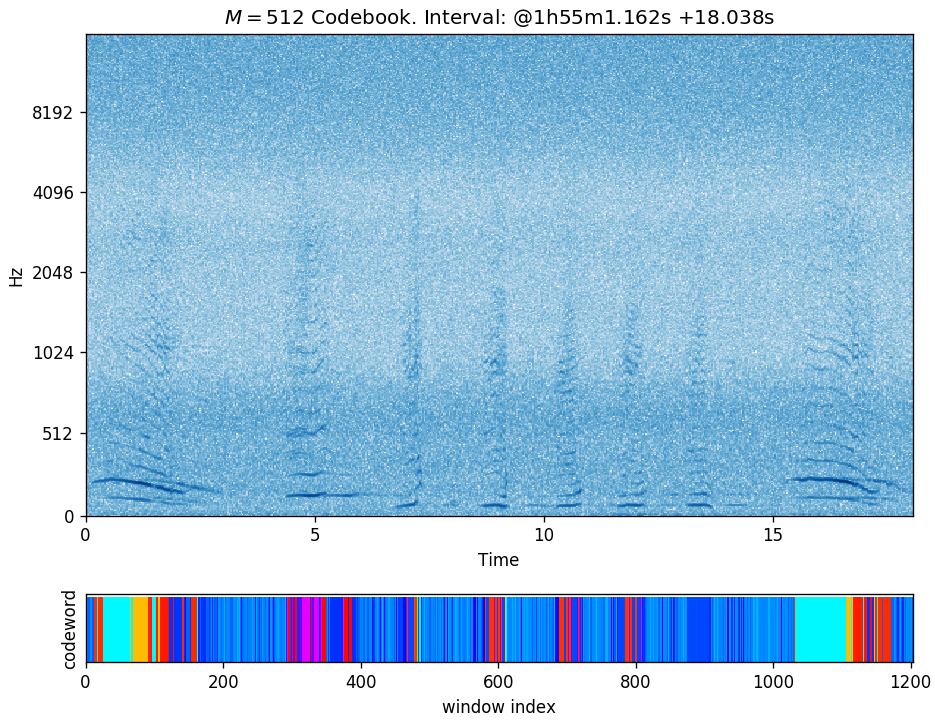 M = 512 Codebook. Interval: @1h55m1.162s +18.038s
8192
4096
2048
1024
512
0
Hz
0 5 10 15
Time
codeword
0 200 400 600 800 1000 1200
window index